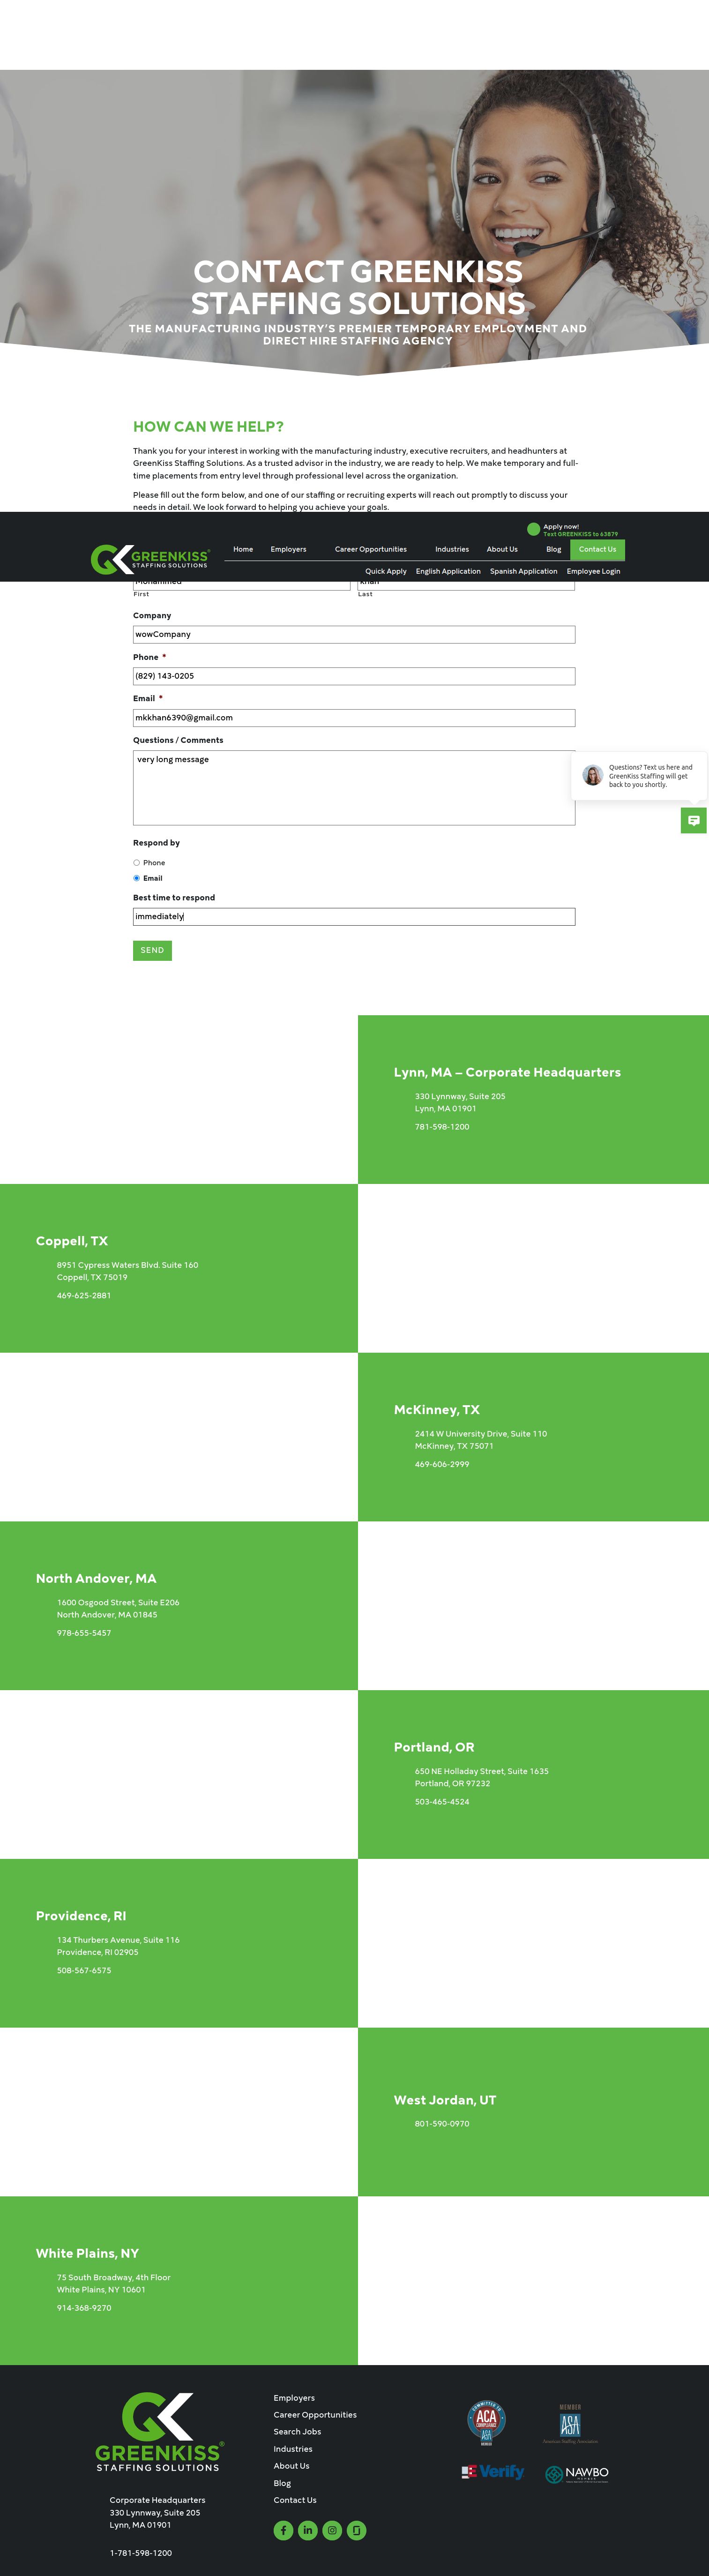 CONTACT GREENKISS
STAFFING SOLUTIONS
THE MANUFACTURING INDUSTRY'S PREMIER TEMPORARY EMPLOYMENT AND
DIRECT HIRE STAFFING AGENCY
HOW CAN WE HELP?
Thank you for your interest in working with the manufacturing industry, executive recruiters, and headhunters at
GreenKiss Staffing Solutions. As a trusted advisor in the industry, we are ready to help. We make temporary and full-
time placements from entry level through professional level across the organization.
Please fill out the form below, and one of our staffing or recruiting experts will reach out promptly to discuss your
needs in detail. We look forward to helping you achieve your goals.
Apply now!
Text GREENKISS to 63879
GREENKISS®
STAFFING SOLUTIONS
Home Employers Career Opportunities Industries About Us Blog Contact Us
Quick Apply English Application Spanish Application Employee Login
Mohammed khan
First Last
Company
wowCompany
Phone *
(829) 143-0205
Email *
mkkhan6390@gmail.com
Questions / Comments
very long message
Questions? Text us here and
GreenKiss Staffing will get
back to you shortly.
Respond by
Phone
Email
Best time to respond
immediately
SEND
Lynn, MA – Corporate Headquarters
330 Lynnway, Suite 205
Lynn, MA 01901
781-598-1200
Coppell, TX
8951 Cypress Waters Blvd. Suite 160
Coppell, TX 75019
469-625-2881
McKinney, TX
2414 W University Drive, Suite 110
McKinney, TX 75071
469-606-2999
North Andover, MA
1600 Osgood Street, Suite E206
North Andover, MA 01845
978-655-5457
Portland, OR
650 NE Holladay Street, Suite 1635
Portland, OR 97232
503-465-4524
Providence, RI
134 Thurbers Avenue, Suite 116
Providence, RI 02905
508-567-6575
West Jordan, UT
801-590-0970
White Plains, NY
75 South Broadway, 4th Floor
White Plains, NY 10601
914-368-9270
GREENKISS®
STAFFING SOLUTIONS
Corporate Headquarters
330 Lynnway, Suite 205
Lynn, MA 01901
1-781-598-1200
Employers
Career Opportunities
Search Jobs
Industries
About Us
Blog
Contact Us
COMMITTED TO
ACA
COMPLIANCE
ASA
MEMBER
MEMBER
ASA
American Staffing Association
E-Verify
NAWBO